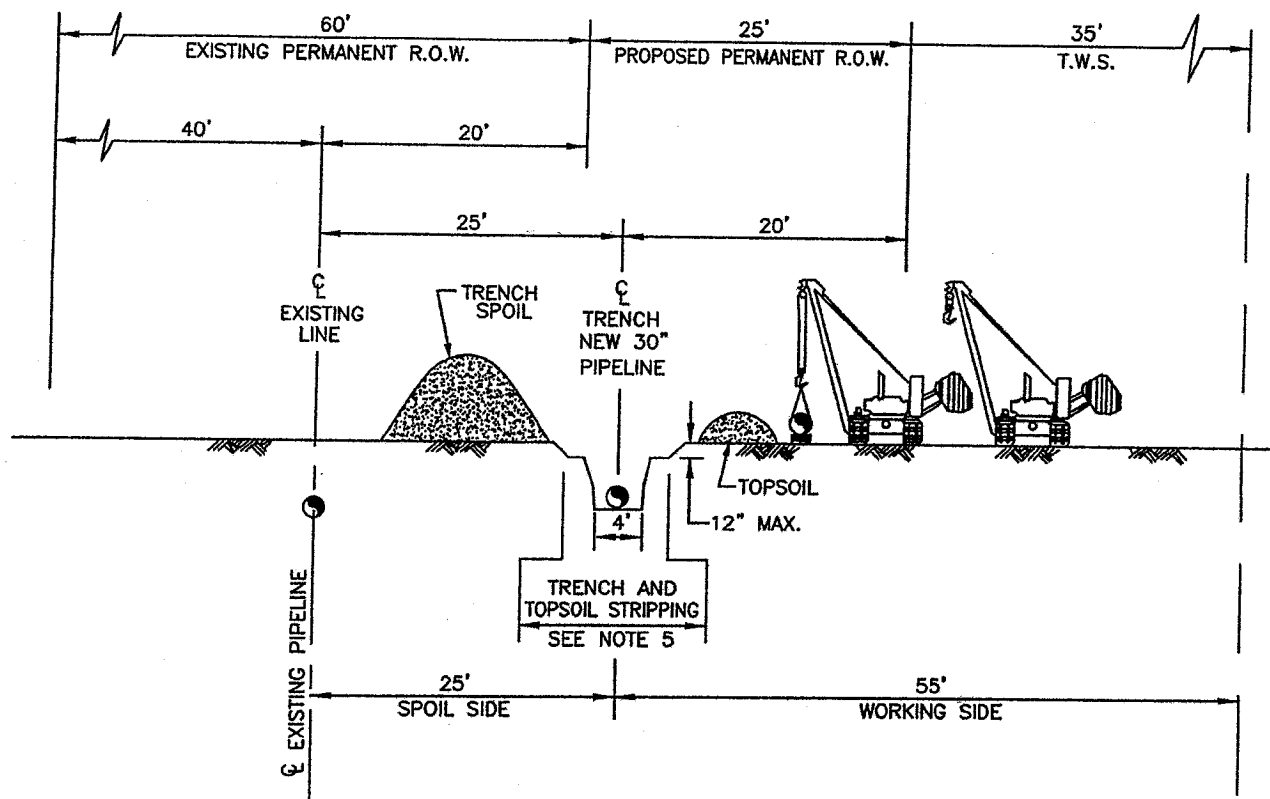 60'
EXISTING PERMANENT R.O.W.
25'
PROPOSED PERMANENT R.O.W.
35'
T.W.S.
40'
20'
25'
20'
℄
EXISTING
LINE
TRENCH
SPOIL
℄
TRENCH
NEW 30"
PIPELINE
TOPSOIL
12" MAX.
4'
TRENCH AND
TOPSOIL STRIPPING
SEE NOTE 5
℄ EXISTING PIPELINE
25'
SPOIL SIDE
55'
WORKING SIDE